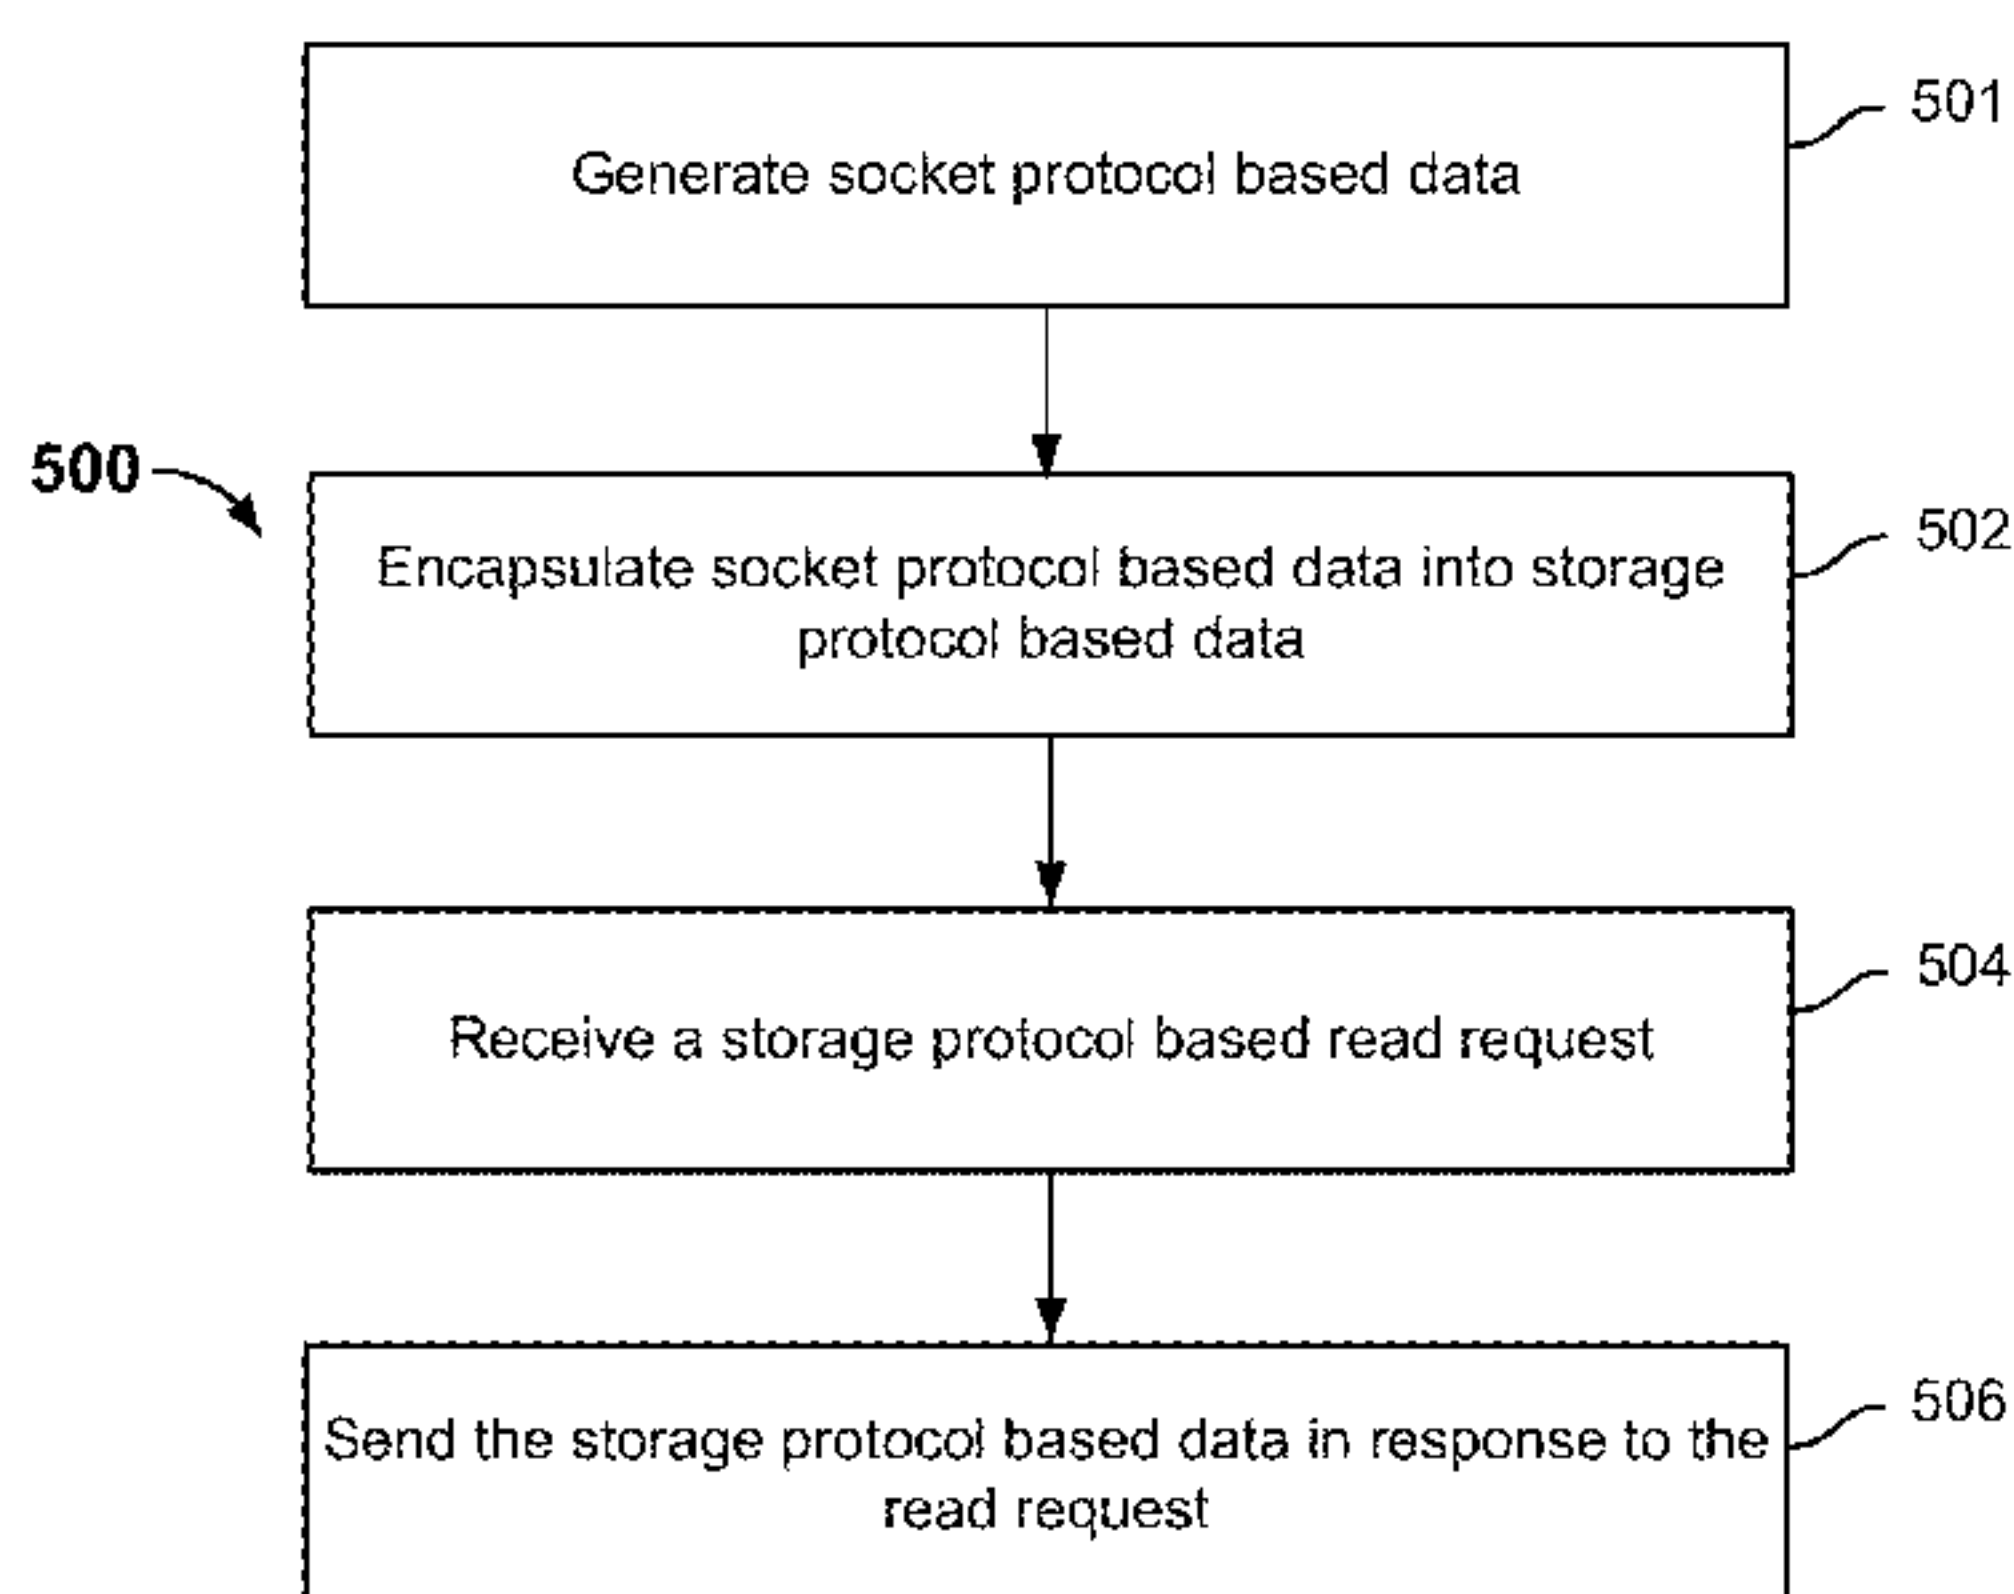 Generate socket protocol based data
501
500
Encapsulate socket protocol based data into storage
protocol based data
502
Receive a storage protocol based read request
504
Send the storage protocol based data in response to the
read request
506